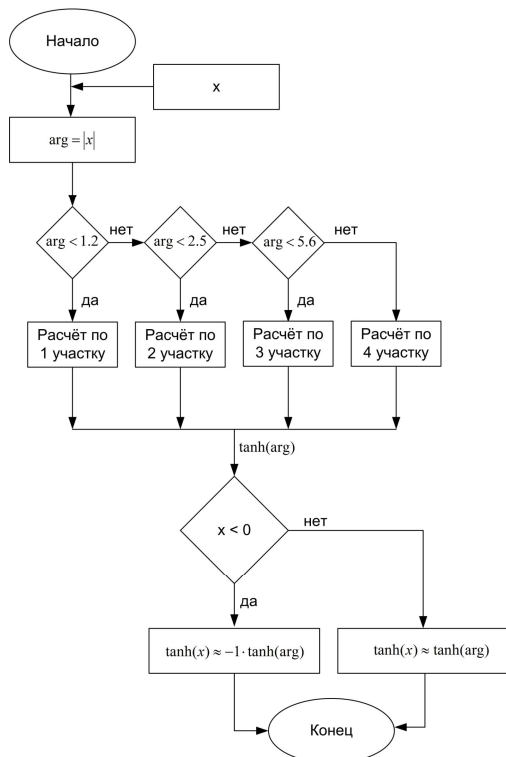 Начало
x
arg = |x|
arg < 1.2
нет
arg < 2.5
нет
arg < 5.6
нет
да
да
да
Расчёт по
1 участку
Расчёт по
2 участку
Расчёт по
3 участку
Расчёт по
4 участку
tanh(arg)
x < 0
нет
да
tanh(x) ≈ −1· tanh(arg)
tanh(x) ≈ tanh(arg)
Конец